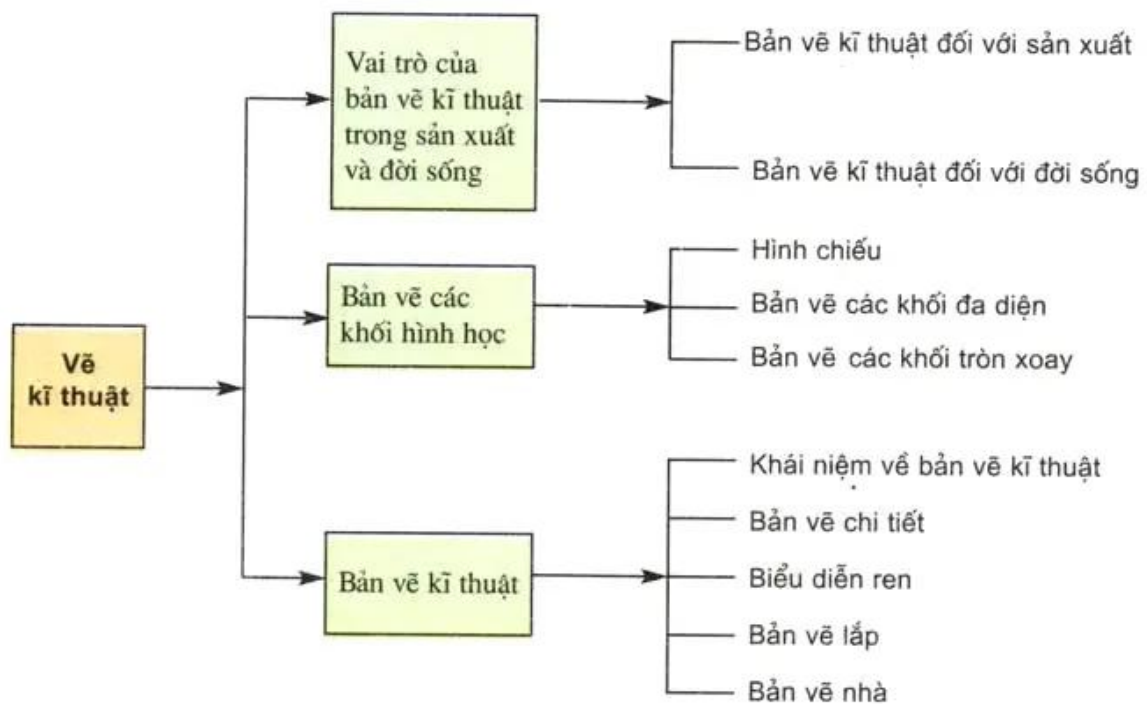 Vẽ
kĩ thuật
Vai trò của
bản vẽ kĩ thuật
trong sản xuất
và đời sống
Bản vẽ kĩ thuật đối với sản xuất
Bản vẽ kĩ thuật đối với đời sống
Bản vẽ các
khối hình học
Hình chiếu
Bản vẽ các khối đa diện
Bản vẽ các khối tròn xoay
Bản vẽ kĩ thuật
Khái niệm về bản vẽ kĩ thuật
Bản vẽ chi tiết
Biểu diễn ren
Bản vẽ lắp
Bản vẽ nhà